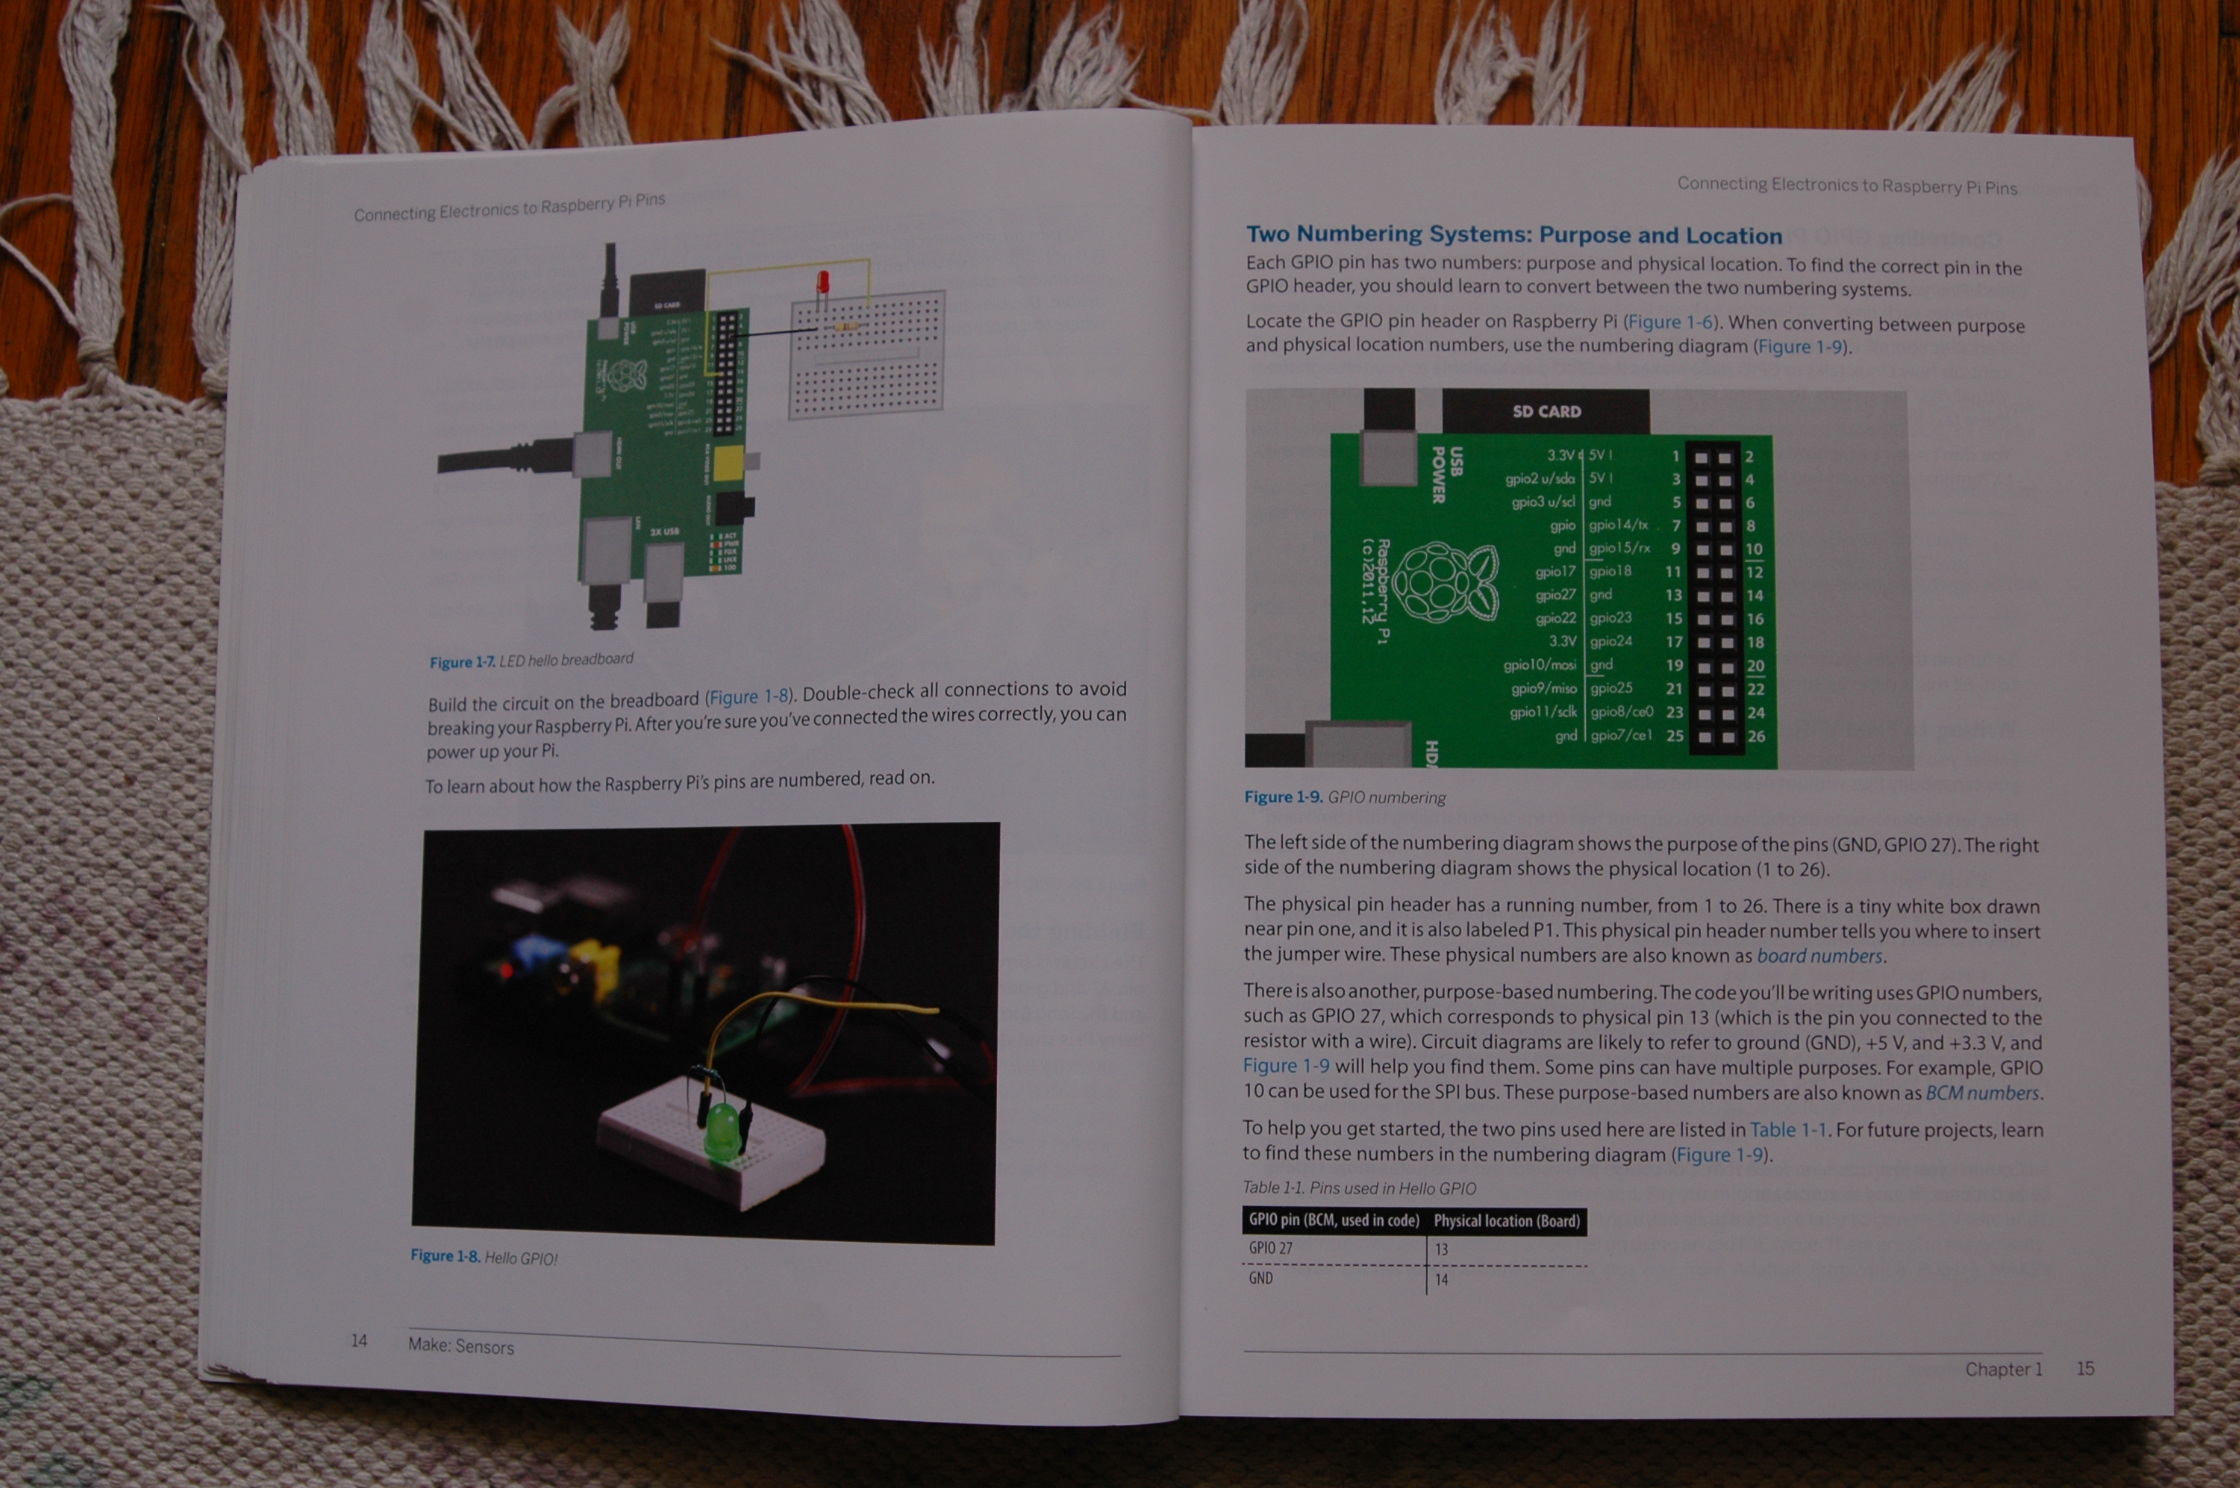 Connecting Electronics to Raspberry Pi Pins
SD CARD
USB
POWER
Raspberry Pi
HDMI OUT
LAN
2X USB
RCA VIDEO OUT
AUDIO OUT
ACT
PWR
FDX
LNK
100
Figure 1-7. LED hello breadboard
Build the circuit on the breadboard (Figure 1-8). Double-check all connections to avoid
breaking your Raspberry Pi. After you're sure you've connected the wires correctly, you can
power up your Pi.
To learn about how the Raspberry Pi's pins are numbered, read on.
Figure 1-8. Hello GPIO!
14
Make: Sensors
Connecting Electronics to Raspberry Pi Pins
Two Numbering Systems: Purpose and Location
Each GPIO pin has two numbers: purpose and physical location. To find the correct pin in the
GPIO header, you should learn to convert between the two numbering systems.
Locate the GPIO pin header on Raspberry Pi (Figure 1-6). When converting between purpose
and physical location numbers, use the numbering diagram (Figure 1-9).
SD CARD
USB
POWER
Raspberry Pi
(c)2011,12
HDM
3.3V 5V 1 2
gpio2 u/sda 5V 3 4
gpio3 u/scl gnd 5 6
gpio gpio14/tx 7 8
gnd gpio15/rx 9 10
gpio17 gpio18 11 12
gpio27 gnd 13 14
gpio22 gpio23 15 16
3.3V gpio24 17 18
gpio10/mosi gnd 19 20
gpio9/miso gpio25 21 22
gpio11/sclk gpio8/ce0 23 24
gnd gpio7/ce1 25 26
Figure 1-9. GPIO numbering
The left side of the numbering diagram shows the purpose of the pins (GND, GPIO 27). The right
side of the numbering diagram shows the physical location (1 to 26).
The physical pin header has a running number, from 1 to 26. There is a tiny white box drawn
near pin one, and it is also labeled P1. This physical pin header number tells you where to insert
the jumper wire. These physical numbers are also known as board numbers.
There is also another, purpose-based numbering. The code you'll be writing uses GPIO numbers,
such as GPIO 27, which corresponds to physical pin 13 (which is the pin you connected to the
resistor with a wire). Circuit diagrams are likely to refer to ground (GND), +5 V, and +3.3 V, and
Figure 1-9 will help you find them. Some pins can have multiple purposes. For example, GPIO
10 can be used for the SPI bus. These purpose-based numbers are also known as BCM numbers.
To help you get started, the two pins used here are listed in Table 1-1. For future projects, learn
to find these numbers in the numbering diagram (Figure 1-9).
Table 1-1. Pins used in Hello GPIO
GPIO pin (BCM, used in code) Physical location (Board)
GPIO 27 13
GND 14
Chapter 1 15